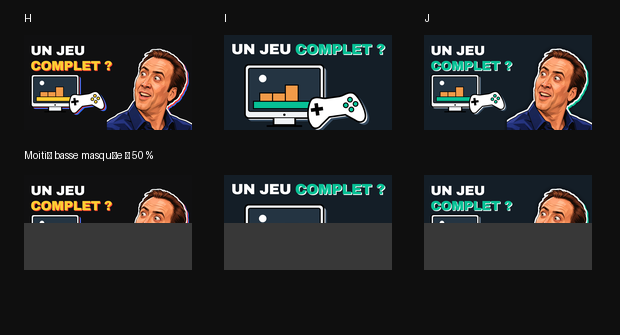 H
I
J
UN JEU
COMPLET ?
UN JEU COMPLET ?
UN JEU
COMPLET ?
Moiti▯ basse masqu▯e ▯ 50 %
UN JEU
COMPLET ?
UN JEU COMPLET ?
UN JEU
COMPLET ?